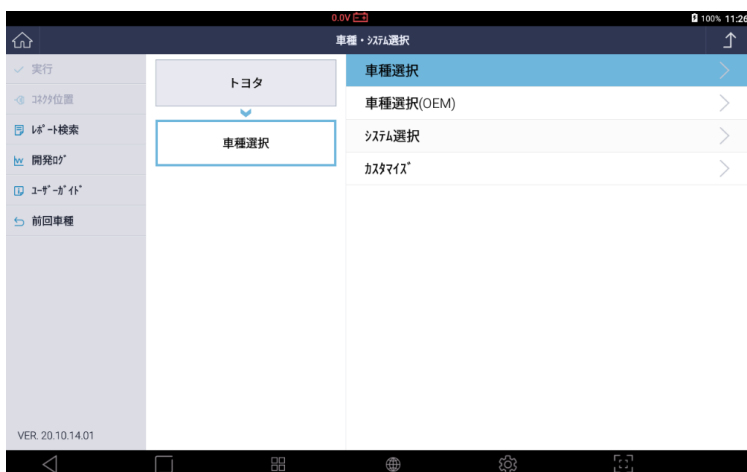 0.0V
100% 11:26
車種・ｼｽﾃﾑ選択
実行
ｺﾈｸﾀ位置
ﾚﾎﾟｰﾄ検索
開発ﾛｸﾞ
ﾕｰｻﾞｰｶﾞｲﾄﾞ
前回車種
VER. 20.10.14.01
トヨタ
車種選択
車種選択
車種選択(OEM)
ｼｽﾃﾑ選択
ｶｽﾀﾏｲｽﾞ